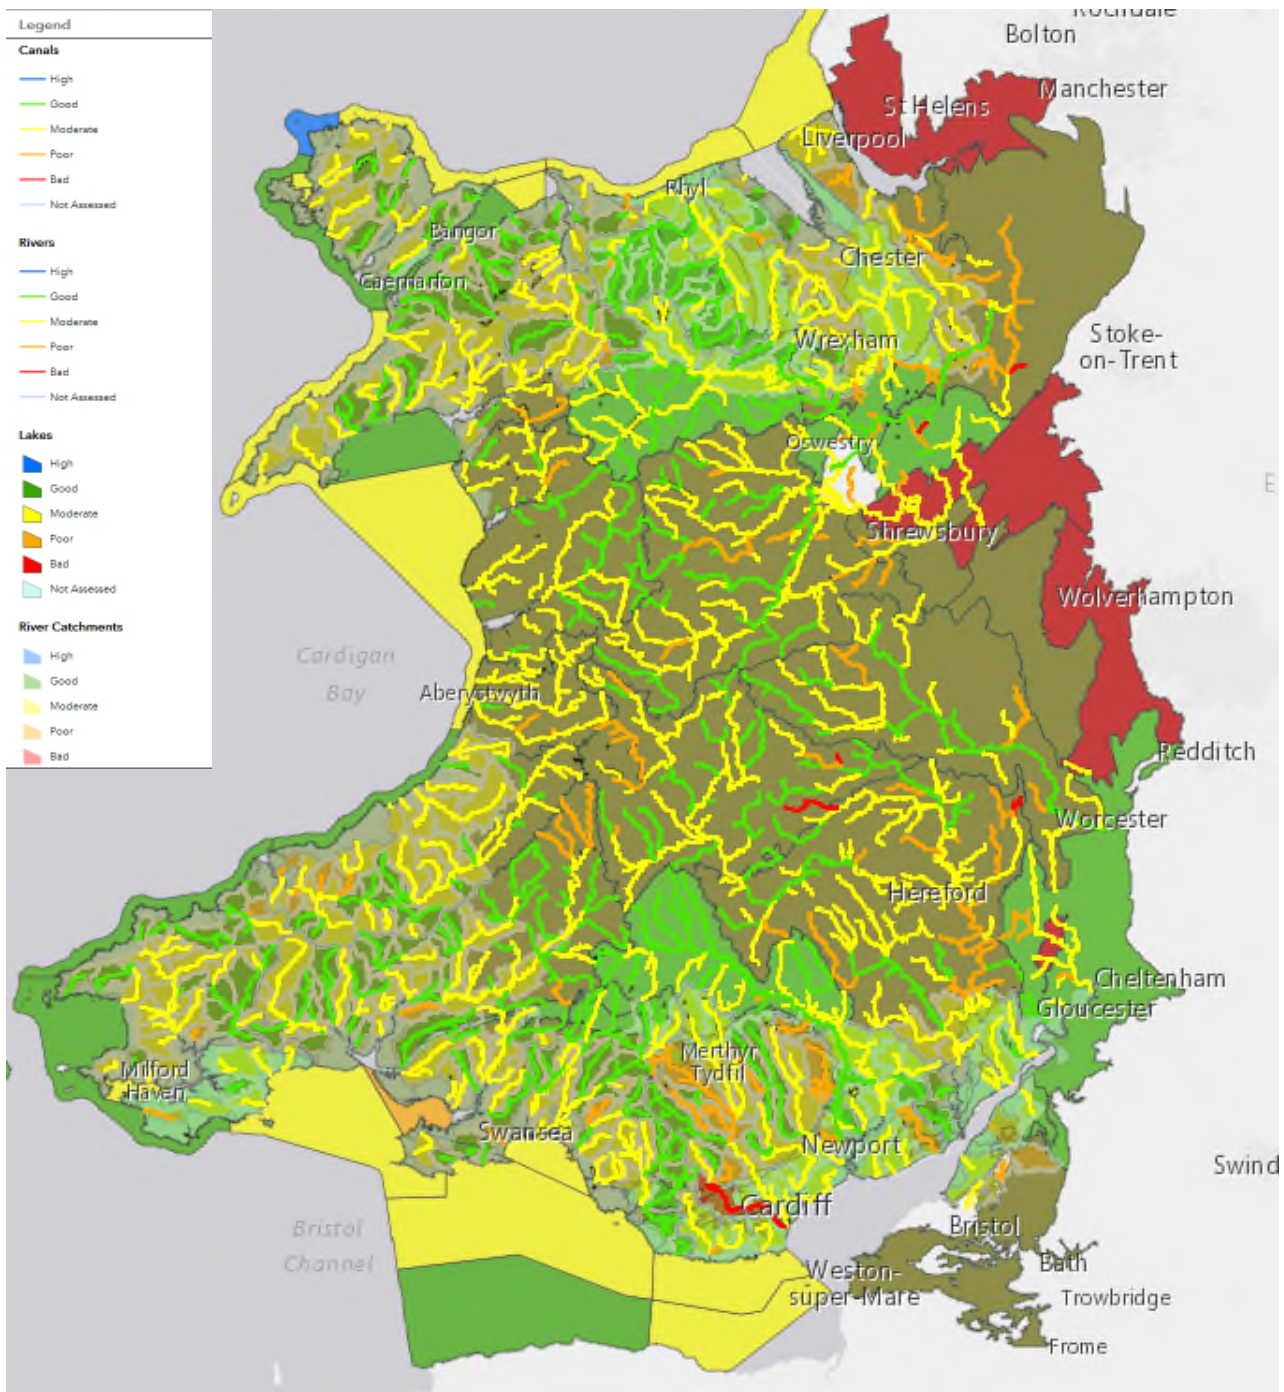 Legend
Canals
High
Good
Moderate
Poor
Bad
Not Assessed
Rivers
High
Good
Moderate
Poor
Bad
Not Assessed
Lakes
High
Good
Moderate
Poor
Bad
Not Assessed
River Catchments
High
Good
Moderate
Poor
Bad
Rochdale
Bolton
Manchester
St Helens
Liverpool
Rhyl
Bangor
Chester
Caernarfon
Wrexham
Stoke-
on-Trent
Oswestry
E
Shrewsbury
Wolverhampton
Cardigan
Bay
Aberystwyth
Redditch
Worcester
Hereford
Cheltenham
Gloucester
Merthyr
Tydfil
Milford
Haven
Swansea
Newport
Swind
Cardiff
Bristol
Bristol
Channel
Bath
Weston-
super-Mare
Trowbridge
Frome